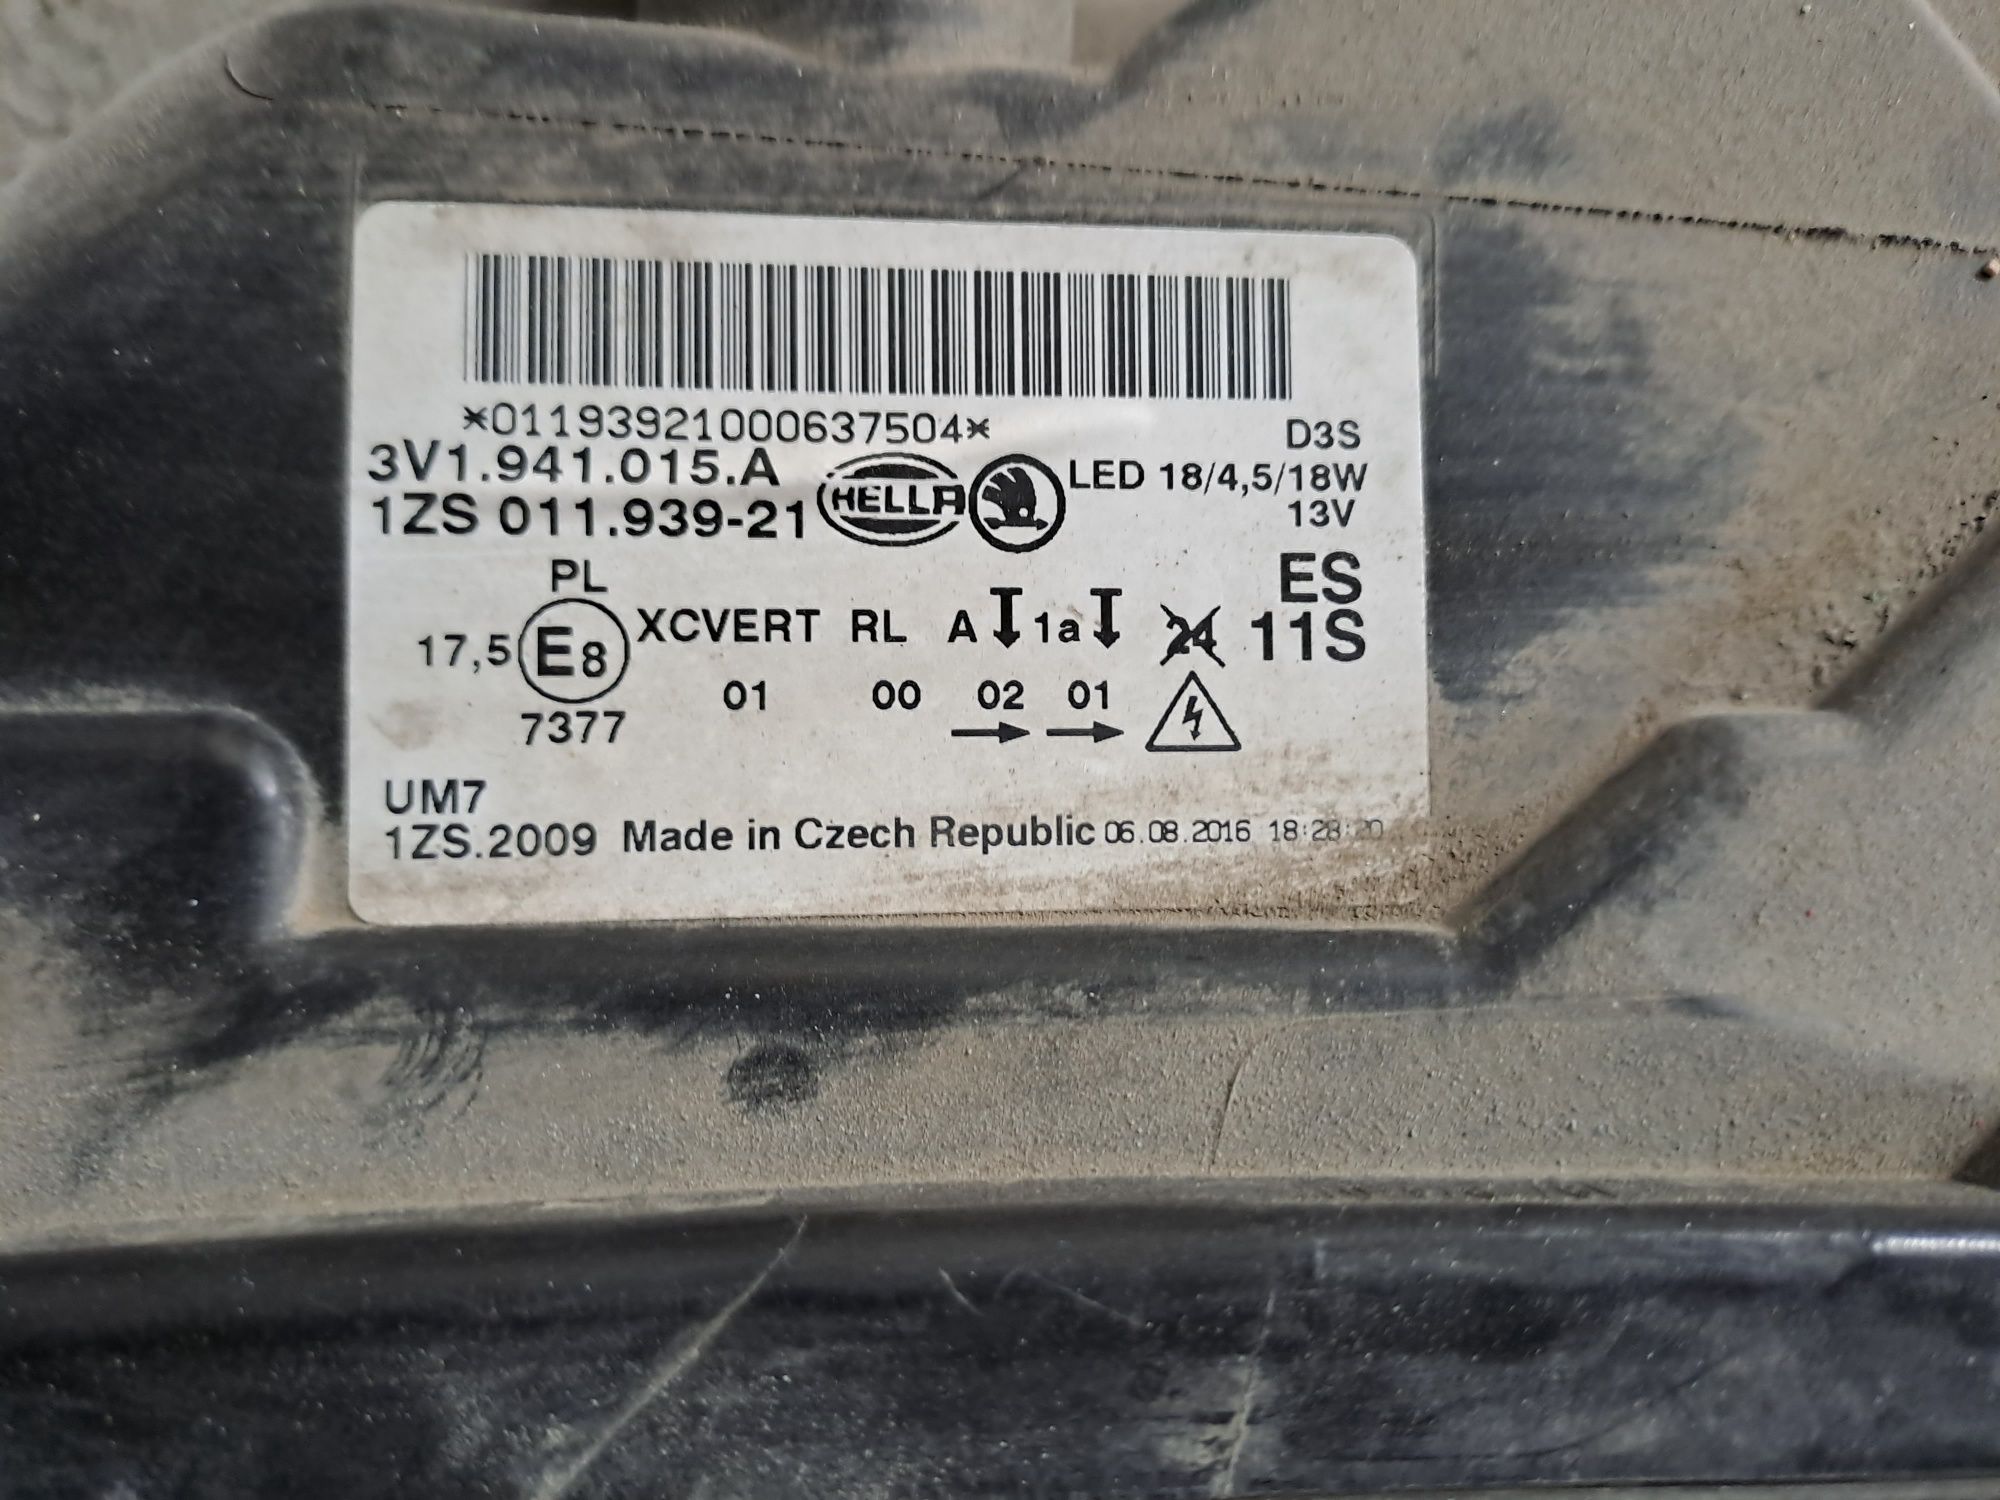 *011939210000637504*
3V1.941.015.A
1ZS 011.939-21
HELLA
D3S
LED 18/4,5/18W
13V
PL
ES
17,5 E8 XCVERT RL A 1a 24 11S
7377 01 00 02 01
UM7
1ZS.2009 Made in Czech Republic 06.08.2016 18:28:20